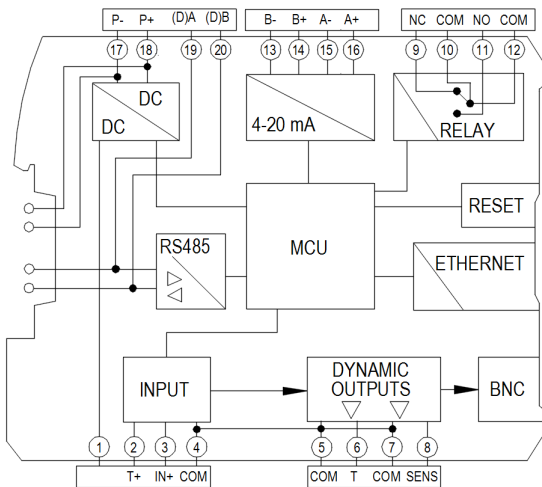 P- P+ (D)A (D)B
B- B+ A- A+
NC COM NO COM
17 18 19 20
13 14 15 16
9 10 11 12
DC
DC
4-20 mA
RELAY
RS485
MCU
RESET
ETHERNET
INPUT
DYNAMIC
OUTPUTS
BNC
1 2 3 4
5 6 7 8
T+ IN+ COM
COM T COM SENS